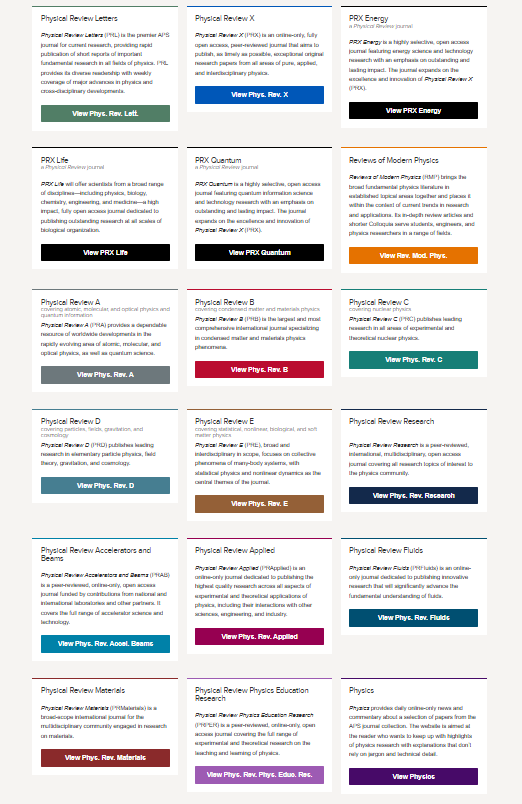 Physical Review Letters
Physical Review Letters (PRL) is the premier APS
journal for current research, providing rapid
publication of short reports of important
fundamental research in all fields of physics. PRL
provides its diverse readership with weekly
coverage of major advances in physics and
cross-disciplinary developments.
View Phys. Rev. Lett.
Physical Review X
Physical Review X (PRX) is an online-only, fully
open access, peer-reviewed journal that aims to
publish, as timely as possible, exceptional original
research papers from all areas of pure, applied,
and interdisciplinary physics.
View Phys. Rev. X
PRX Energy
a Physical Review journal
PRX Energy is a highly selective, open access
journal featuring energy science and technology
research with an emphasis on outstanding and
lasting impact. The journal expands on the
excellence and innovation of Physical Review X
(PRX).
View PRX Energy
PRX Life
a Physical Review journal
PRX Life will offer scientists from a broad range
of disciplines—including physics, biology,
chemistry, engineering, and medicine—a high
impact, fully open access journal dedicated to
publishing outstanding research at all scales of
biological organization.
View PRX Life
PRX Quantum
a Physical Review journal
PRX Quantum is a highly selective, open access
journal featuring quantum information science
and technology research with an emphasis on
outstanding and lasting impact. The journal
expands on the excellence and innovation of
Physical Review X (PRX).
View PRX Quantum
Reviews of Modern Physics
Reviews of Modern Physics (RMP) brings the
broad fundamental physics literature in
established topical areas together and places it
within the context of current trends in research
and applications. Its in-depth review articles and
shorter Colloquia serve students, engineers, and
physics researchers in a range of fields.
View Rev. Mod. Phys.
Physical Review A
covering atomic, molecular, and optical physics and
quantum information
Physical Review A (PRA) provides a dependable
resource of worldwide developments in the
rapidly evolving area of atomic, molecular, and
optical physics, as well as quantum science.
View Phys. Rev. A
Physical Review B
covering condensed matter and materials physics
Physical Review B (PRB) is the largest and most
comprehensive international journal specializing
in condensed matter and materials physics
phenomena.
View Phys. Rev. B
Physical Review C
covering nuclear physics
Physical Review C (PRC) publishes leading
research in all areas of experimental and
theoretical nuclear physics.
View Phys. Rev. C
Physical Review D
covering particles, fields, gravitation, and
cosmology
Physical Review D (PRD) publishes leading
research in elementary particle physics, field
theory, gravitation, and cosmology.
View Phys. Rev. D
Physical Review E
covering statistical, nonlinear, biological, and soft
matter physics
Physical Review E (PRE), broad and
interdisciplinary in scope, focuses on collective
phenomena of many-body systems, with
statistical physics and nonlinear dynamics as the
central themes of the journal.
View Phys. Rev. E
Physical Review Research
Physical Review Research is a peer-reviewed,
international, multidisciplinary, open access
journal covering all research topics of interest to
the physics community.
View Phys. Rev. Research
Physical Review Accelerators and
Beams
Physical Review Accelerators and Beams (PRAB)
is a peer-reviewed, online-only, open access
journal funded by contributions from national and
international laboratories and other partners. It
covers the full range of accelerator science and
technology.
View Phys. Rev. Accel. Beams
Physical Review Applied
Physical Review Applied (PRApplied) is an
online-only journal dedicated to publishing the
highest quality research across all aspects of
experimental and theoretical applications of
physics, including their interactions with other
sciences, engineering, and industry.
View Phys. Rev. Applied
Physical Review Fluids
Physical Review Fluids (PRFluids) is an online-
only journal dedicated to publishing innovative
research that will significantly advance the
fundamental understanding of fluids.
View Phys. Rev. Fluids
Physical Review Materials
Physical Review Materials (PRMaterials) is a
broad-scope international journal for the
multidisciplinary community engaged in research
on materials.
View Phys. Rev. Materials
Physical Review Physics Education
Research
Physical Review Physics Education Research
(PRPER) is a peer-reviewed, online-only, open
access journal covering the full range of
experimental and theoretical research on the
teaching and learning of physics.
View Phys. Rev. Phys. Educ. Res.
Physics
Physics provides daily online-only news and
commentary about a selection of papers from the
APS journal collection. The website is aimed at
the reader who wants to keep up with highlights
of physics research with explanations that don't
rely on jargon and technical detail.
View Physics